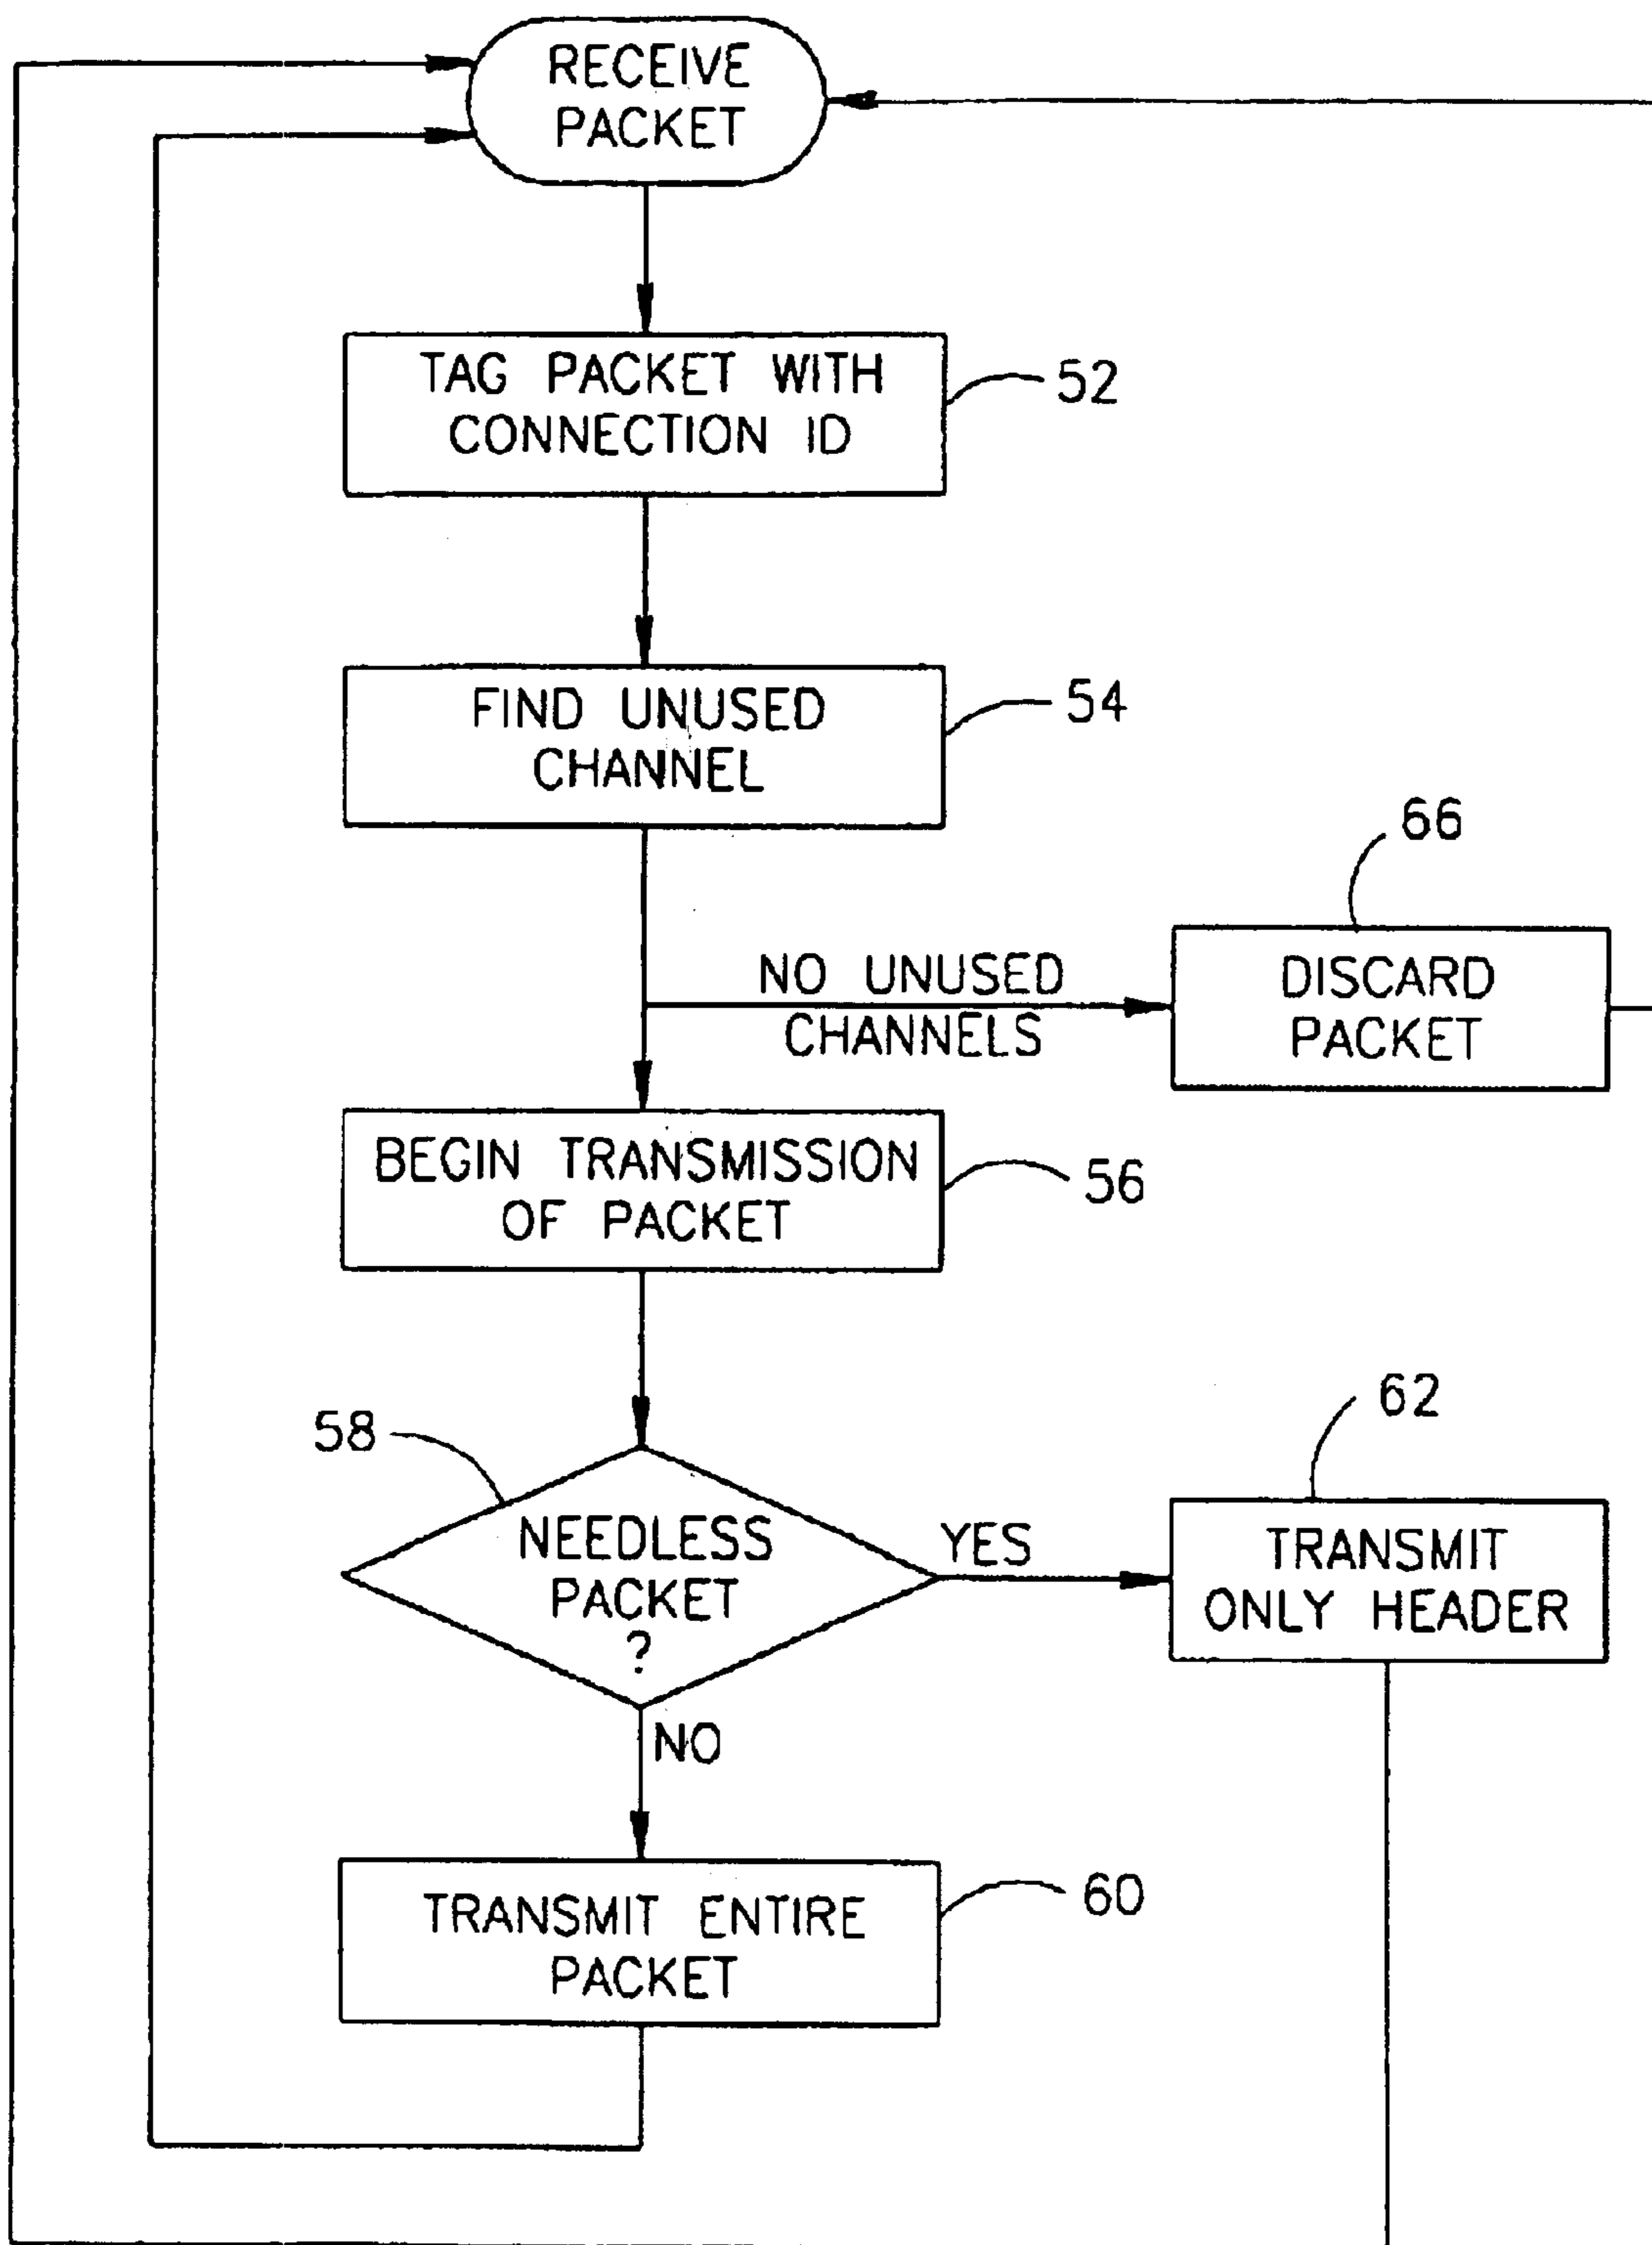 RECEIVE
PACKET
TAG PACKET WITH
CONNECTION ID
52
FIND UNUSED
CHANNEL
54
66
NO UNUSED
CHANNELS
DISCARD
PACKET
BEGIN TRANSMISSION
OF PACKET
56
58
62
NEEDLESS
PACKET
?
YES
TRANSMIT
ONLY HEADER
NO
TRANSMIT ENTIRE
PACKET
60